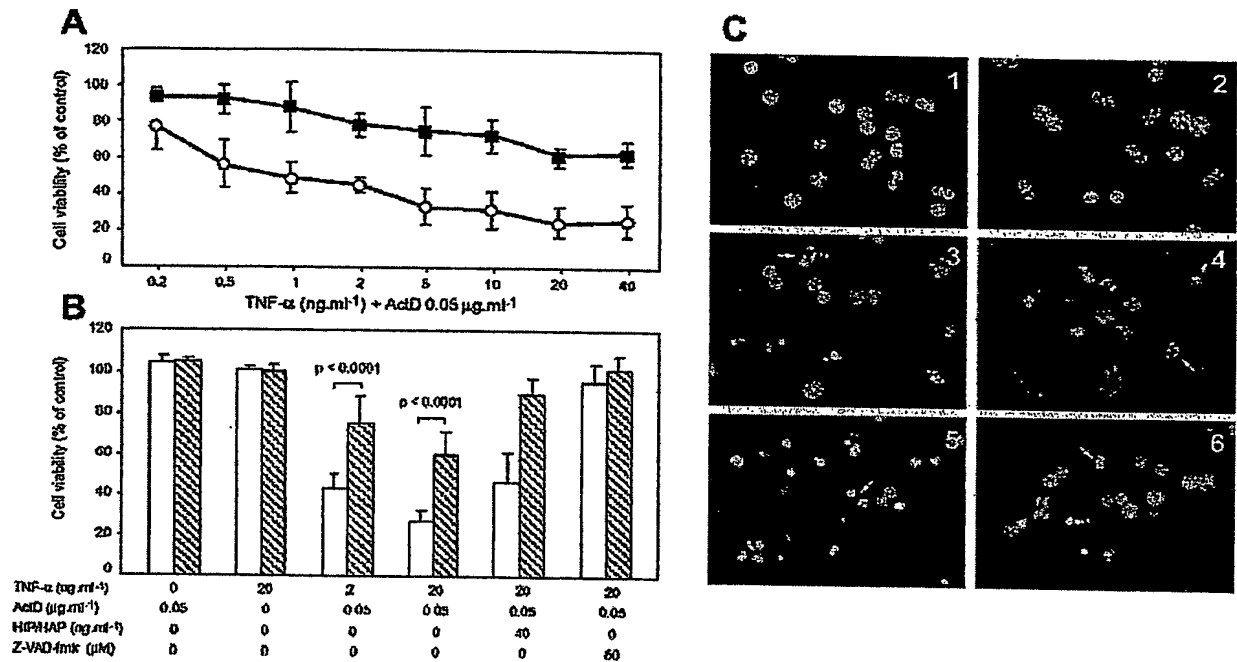 A
120
100
80
60
40
20
0
Cell viability (% of control)
0.2 0.5 1 2 5 10 20 40
TNF-α (ng.ml-1) + ActD 0.05 µg.ml-1
B
120
100
80
60
40
20
0
Cell viability (% of control)
p < 0.0001
p < 0.0001
TNF-α (ng.ml-1) 0 20 2 20 20 20
ActD (µg.ml-1) 0.05 0 0.05 0.05 0.05 0.05
HIP/HAP (ng.ml-1) 0 0 0 0 40 0
Z-VAD-fmk (µM) 0 0 0 0 0 60
C
1
2
3
4
5
6